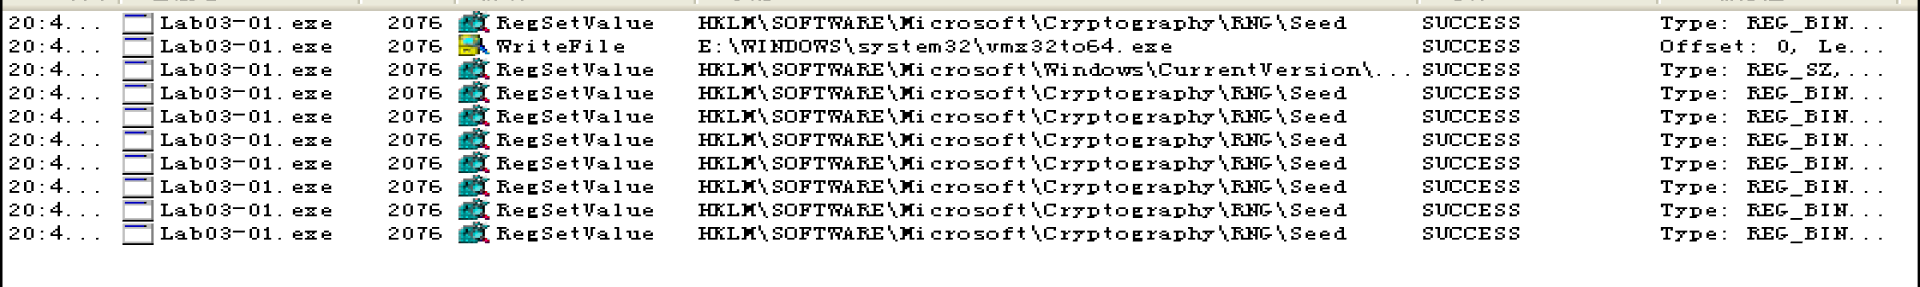 20:4... Lab03-01.exe 2076 RegSetValue HKLM\SOFTWARE\Microsoft\Cryptography\RNG\Seed SUCCESS Type: REG_BIN...
20:4... Lab03-01.exe 2076 WriteFile E:\WINDOWS\system32\vmx32to64.exe SUCCESS Offset: 0, Le...
20:4... Lab03-01.exe 2076 RegSetValue HKLM\SOFTWARE\Microsoft\Windows\CurrentVersion\... SUCCESS Type: REG_SZ,...
20:4... Lab03-01.exe 2076 RegSetValue HKLM\SOFTWARE\Microsoft\Cryptography\RNG\Seed SUCCESS Type: REG_BIN...
20:4... Lab03-01.exe 2076 RegSetValue HKLM\SOFTWARE\Microsoft\Cryptography\RNG\Seed SUCCESS Type: REG_BIN...
20:4... Lab03-01.exe 2076 RegSetValue HKLM\SOFTWARE\Microsoft\Cryptography\RNG\Seed SUCCESS Type: REG_BIN...
20:4... Lab03-01.exe 2076 RegSetValue HKLM\SOFTWARE\Microsoft\Cryptography\RNG\Seed SUCCESS Type: REG_BIN...
20:4... Lab03-01.exe 2076 RegSetValue HKLM\SOFTWARE\Microsoft\Cryptography\RNG\Seed SUCCESS Type: REG_BIN...
20:4... Lab03-01.exe 2076 RegSetValue HKLM\SOFTWARE\Microsoft\Cryptography\RNG\Seed SUCCESS Type: REG_BIN...
20:4... Lab03-01.exe 2076 RegSetValue HKLM\SOFTWARE\Microsoft\Cryptography\RNG\Seed SUCCESS Type: REG_BIN...